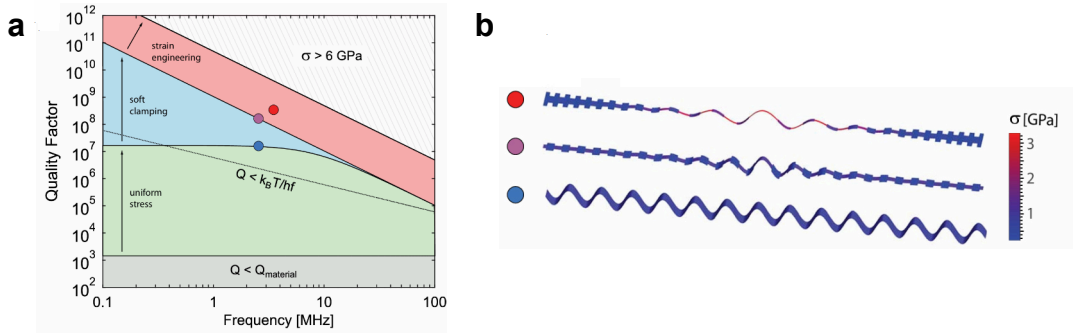 a
10^12
10^11
10^10
10^9
10^8
10^7
10^6
10^5
10^4
10^3
10^2
Quality Factor
strain
engineering
σ > 6 GPa
soft
clamping
Q < k_BT/hf
uniform
stress
Q < Q_material
0.1
1
10
100
Frequency [MHz]
b
σ [GPa]
3
2
1